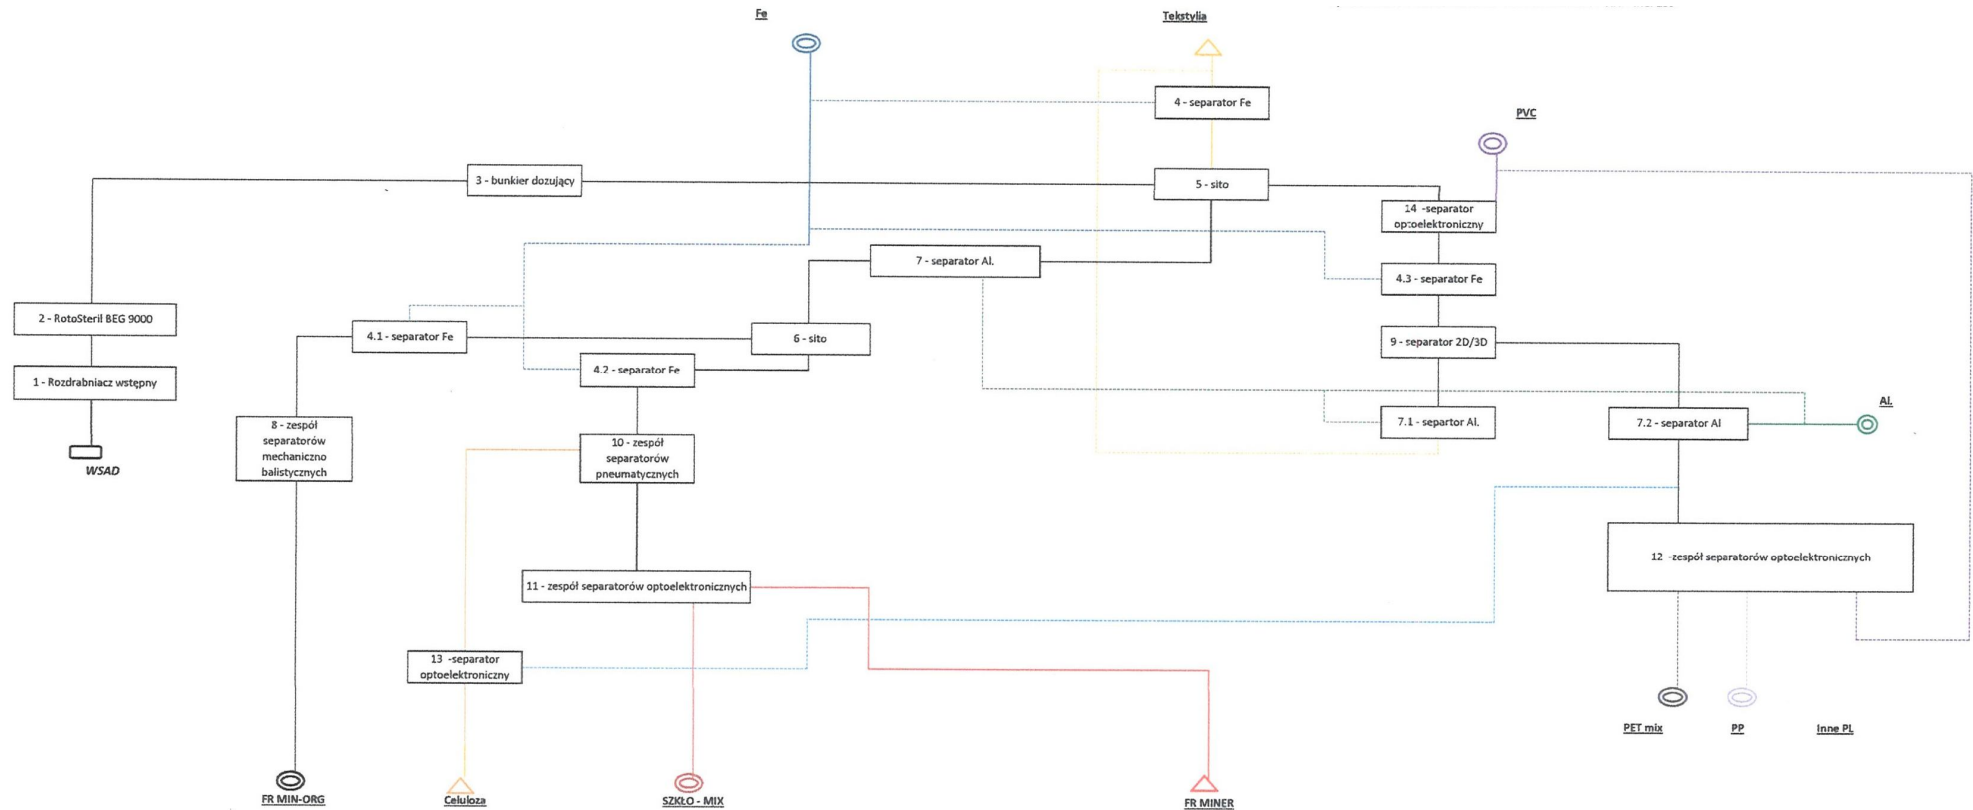 Fe
Tekstylia
4 - separator Fe
PVC
3 - bunkier dozujący
5 - sito
14 -separator
optoelektroniczny
7 - separator Al.
4.3 - separator Fe
2 - RotoSteril BEG 9000
4.1 - separator Fe
6 - sito
9 - separator 2D/3D
1 - Rozdrabniacz wstępny
4.2 - separator Fe
8 - zespół
separatorów
mechaniczno
balistycznych
7.1 - separtor Al.
7.2 - separator Al
Al.
10 - zespół
separatorów
pneumatycznych
WSAD
12 -zespół separatorów optoelektronicznych
11 - zespół separatorów optoelektronicznych
13 -separator
optoelektroniczny
PET mix
PP
Inne PL
FR MIN-ORG
Celuloza
SZKŁO - MIX
FR MINER